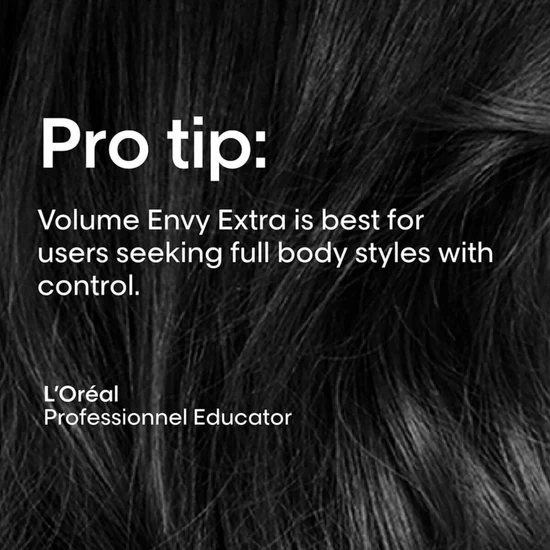 Pro tip:
Volume Envy Extra is best for
users seeking full body styles with
control.
L'Oréal
Professionnel Educator